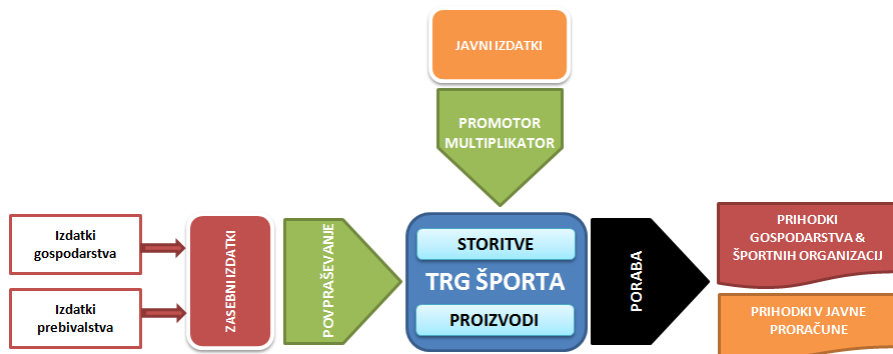 JAVNI IZDATKI
PROMOTOR
MULTIPLIKATOR
Izdatki
gospodarstva
Izdatki
prebivalstva
ZASEBNI IZDATKI
POVPRAŠEVANJE
STORITVE
TRG ŠPORTA
PROIZVODI
PORABA
PRIHODKI
GOSPODARSTVA &
ŠPORTNIH ORGANIZACIJ
PRIHODKI V JAVNE
PRORAČUNE